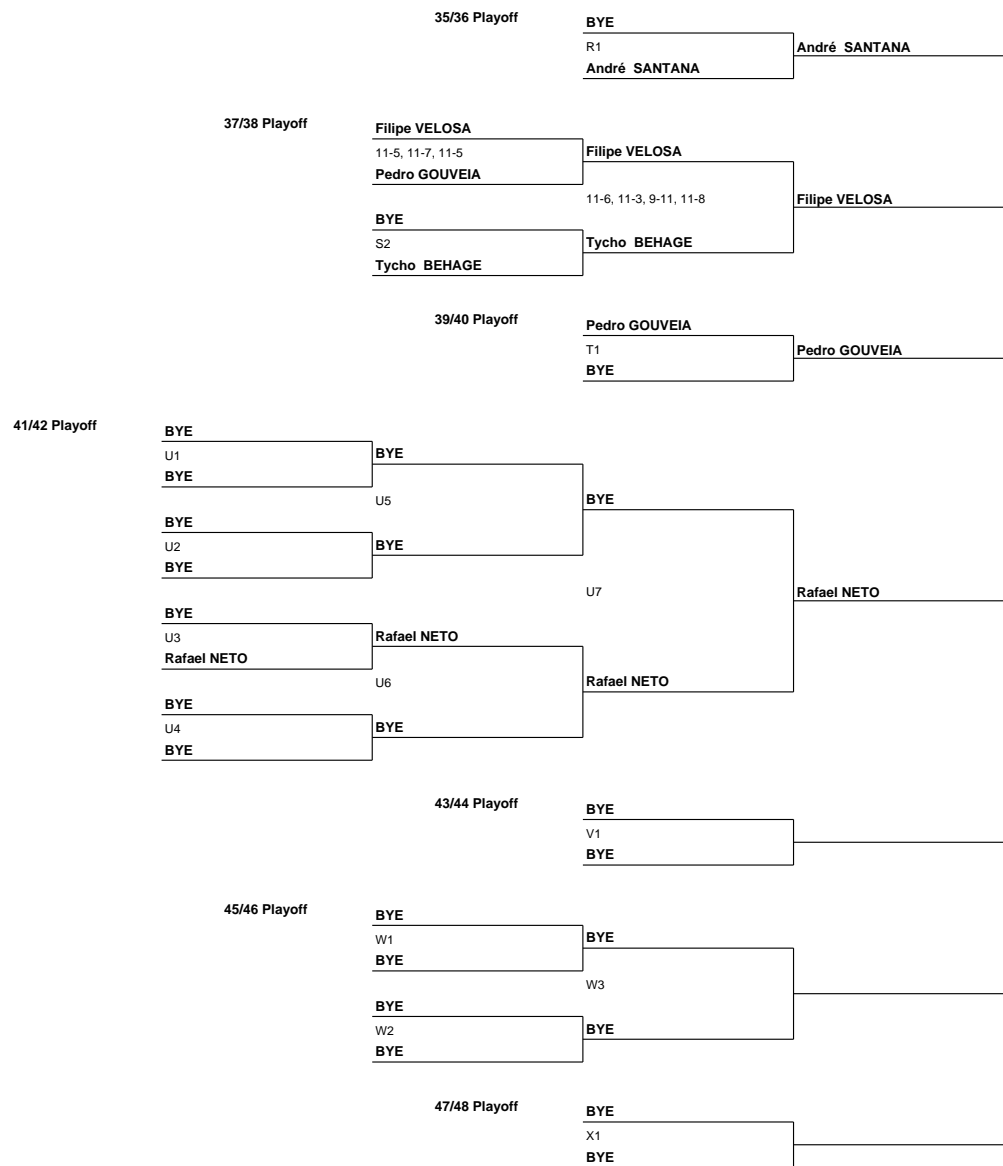 35/36 Playoff
BYE
R1
André SANTANA
André SANTANA
37/38 Playoff
Filipe VELOSA
11-5, 11-7, 11-5
Filipe VELOSA
Pedro GOUVEIA
11-6, 11-3, 9-11, 11-8
Filipe VELOSA
BYE
S2
Tycho BEHAGE
Tycho BEHAGE
39/40 Playoff
Pedro GOUVEIA
T1
Pedro GOUVEIA
BYE
41/42 Playoff
BYE
U1
BYE
BYE
U5
BYE
BYE
U2
BYE
BYE
U7
Rafael NETO
BYE
U3
Rafael NETO
Rafael NETO
U6
Rafael NETO
BYE
U4
BYE
BYE
43/44 Playoff
BYE
V1
BYE
45/46 Playoff
BYE
W1
BYE
BYE
W3
BYE
W2
BYE
BYE
47/48 Playoff
BYE
X1
BYE